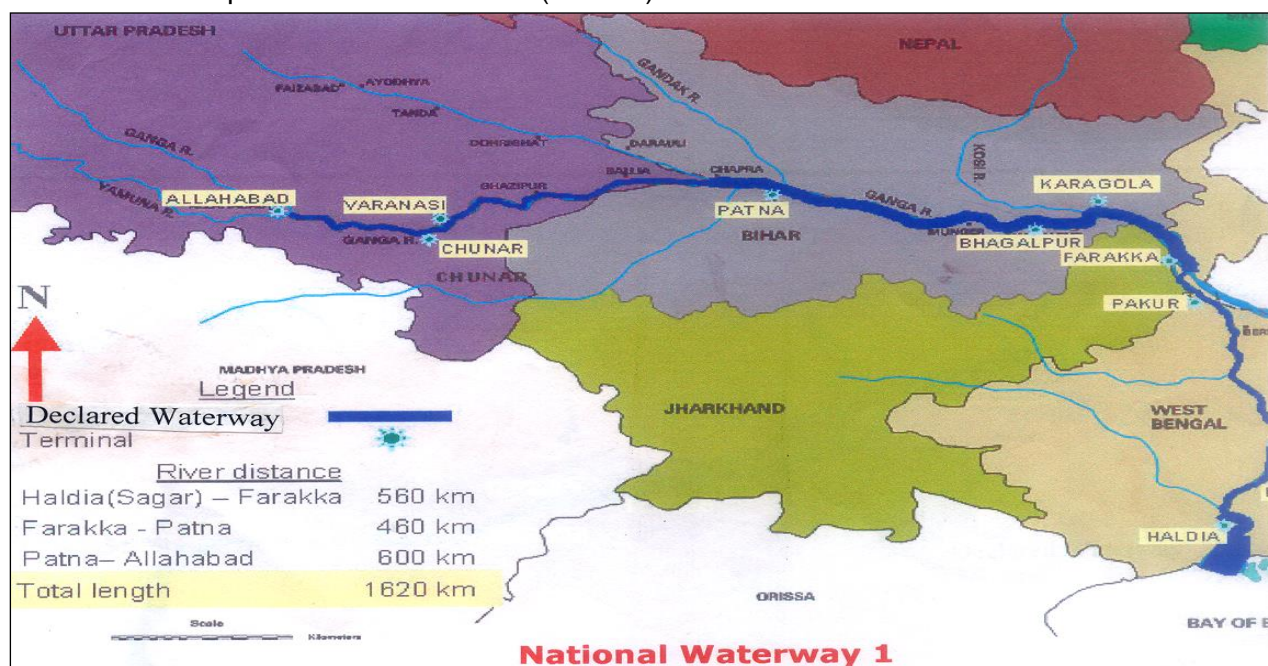 UTTAR PRADESH
NEPAL
GANDAK R.
FAIZABAD
AYODHYA
TANDA
DOHRIGHAT
DARAULI
BALLIA
CHAPRA
GHAZIPUR
GANGA R.
YAMUNA R.
ALLAHABAD
VARANASI
GANGA R.
CHUNAR
CHUNAR
PATNA
BIHAR
GANGA R.
MUNGER
KOSI R.
KARAGOLA
BHAGALPUR
FARAKKA
PAKUR
N
MADHYA PRADESH
JHARKHAND
WEST
BENGAL
HALDIA
ORISSA
BAY OF B
Legend
Declared Waterway
Terminal
River distance
Haldia(Sagar) – Farakka 560 km
Farakka - Patna 460 km
Patna– Allahabad 600 km
Total length 1620 km
Scale
Kilometers
National Waterway 1